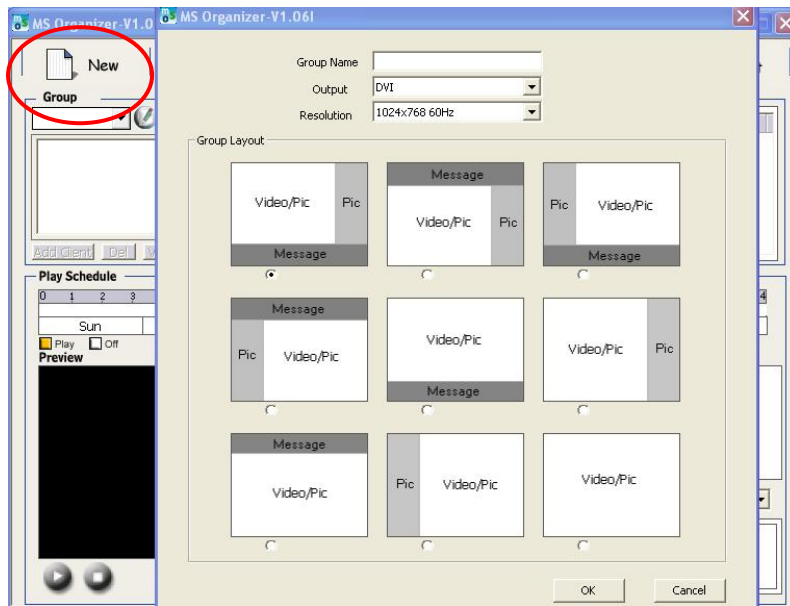 MS Organizer-V1.0
MS Organizer-V1.06I
New
Group
Add Client Del
Play Schedule
0 1 2 3
Sun
Play Off
Preview
4
Group Name
Output DVI
Resolution 1024x768 60Hz
Group Layout
Video/Pic Pic
Message
Message
Video/Pic Pic
Pic Video/Pic
Message
Message
Pic Video/Pic
Video/Pic
Message
Video/Pic Pic
Message
Video/Pic
Pic Video/Pic
Video/Pic
OK Cancel